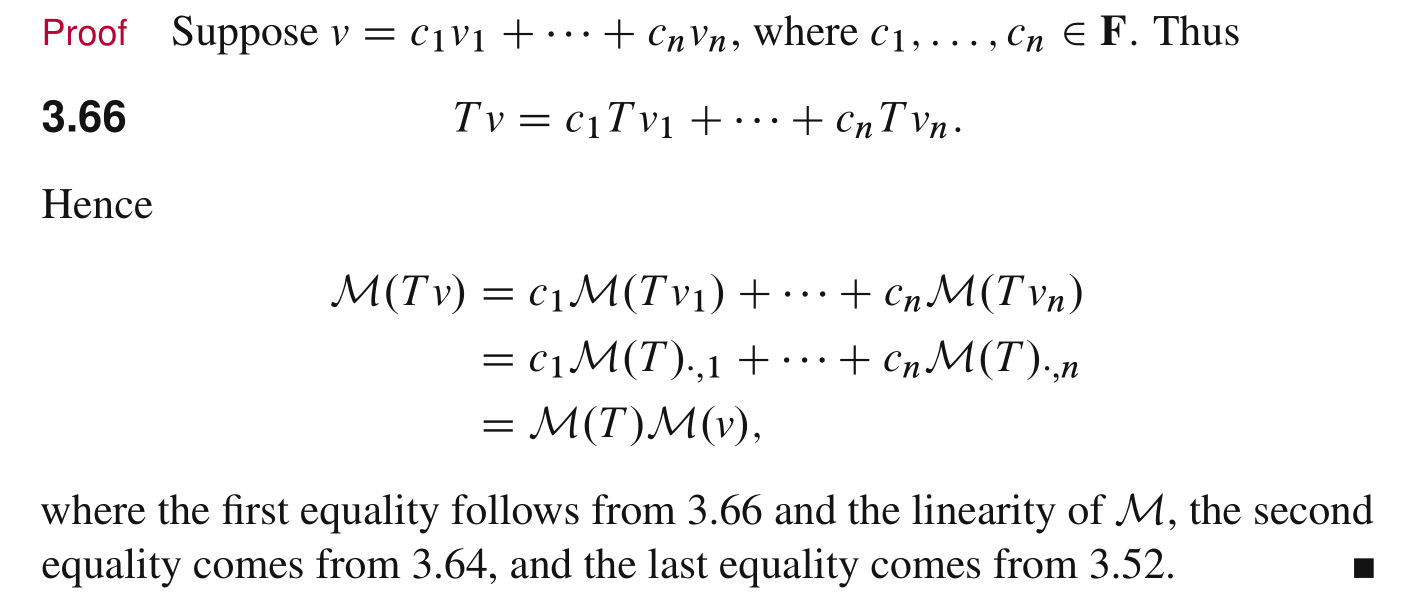 Proof Suppose v = c₁v₁ + ··· + cₙvₙ, where c₁, . . . , cₙ ∈ F. Thus
3.66 Tv = c₁Tv₁ + ··· + cₙTvₙ.
Hence
ℳ(Tv) = c₁ℳ(Tv₁) + ··· + cₙℳ(Tvₙ)
= c₁ℳ(T)_{·,1} + ··· + cₙℳ(T)_{·,n}
= ℳ(T)ℳ(v),
where the first equality follows from 3.66 and the linearity of ℳ, the second
equality comes from 3.64, and the last equality comes from 3.52. ■